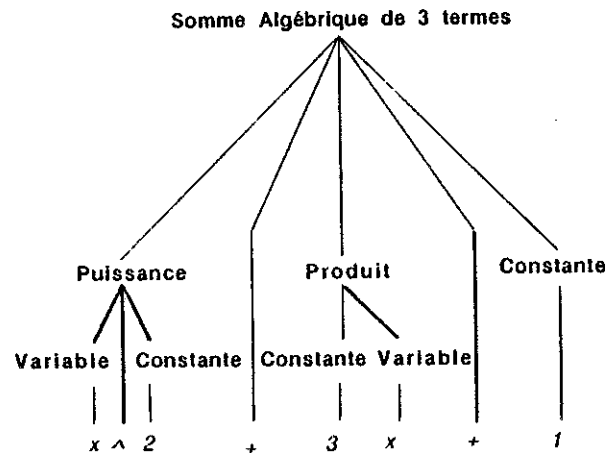 Somme Algébrique de 3 termes
Puissance Produit Constante
Variable Constante Constante Variable
x ^ 2 + 3 x + 1